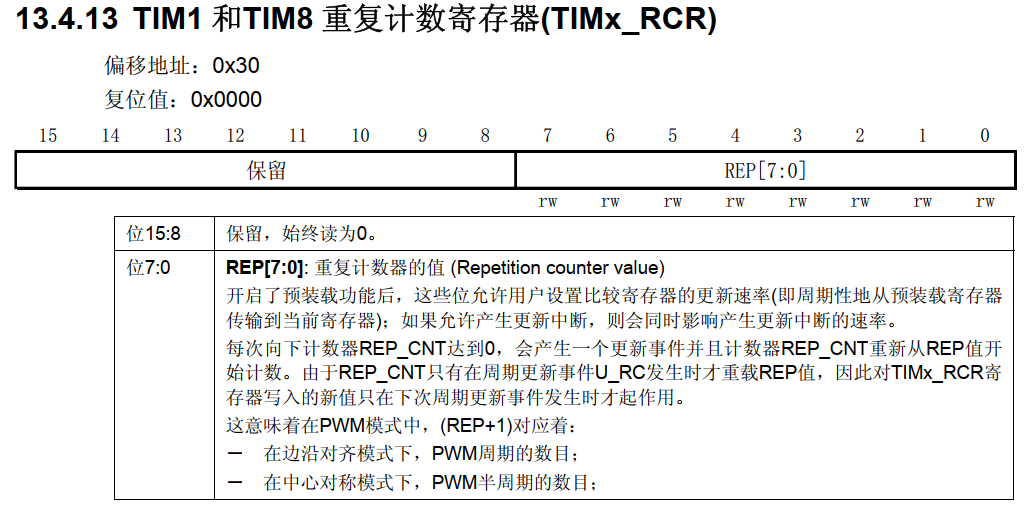 13.4.13 TIM1 和TIM8 重复计数寄存器(TIMx_RCR)
偏移地址：0x30
复位值：0x0000
15 14 13 12 11 10 9 8 7 6 5 4 3 2 1 0
保留 REP[7:0]
rw rw rw rw rw rw rw rw
位15:8 保留，始终读为0。
位7:0 REP[7:0]: 重复计数器的值 (Repetition counter value)
开启了预装载功能后，这些位允许用户设置比较寄存器的更新速率(即周期性地从预装载寄存器
传输到当前寄存器)；如果允许产生更新中断，则会同时影响产生更新中断的速率。
每次向下计数器REP_CNT达到0，会产生一个更新事件并且计数器REP_CNT重新从REP值开
始计数。由于REP_CNT只有在周期更新事件U_RC发生时才重载REP值，因此对TIMx_RCR寄
存器写入的新值只在下次周期更新事件发生时才起作用。
这意味着在PWM模式中，(REP+1)对应着：
－ 在边沿对齐模式下，PWM周期的数目；
－ 在中心对称模式下，PWM半周期的数目；